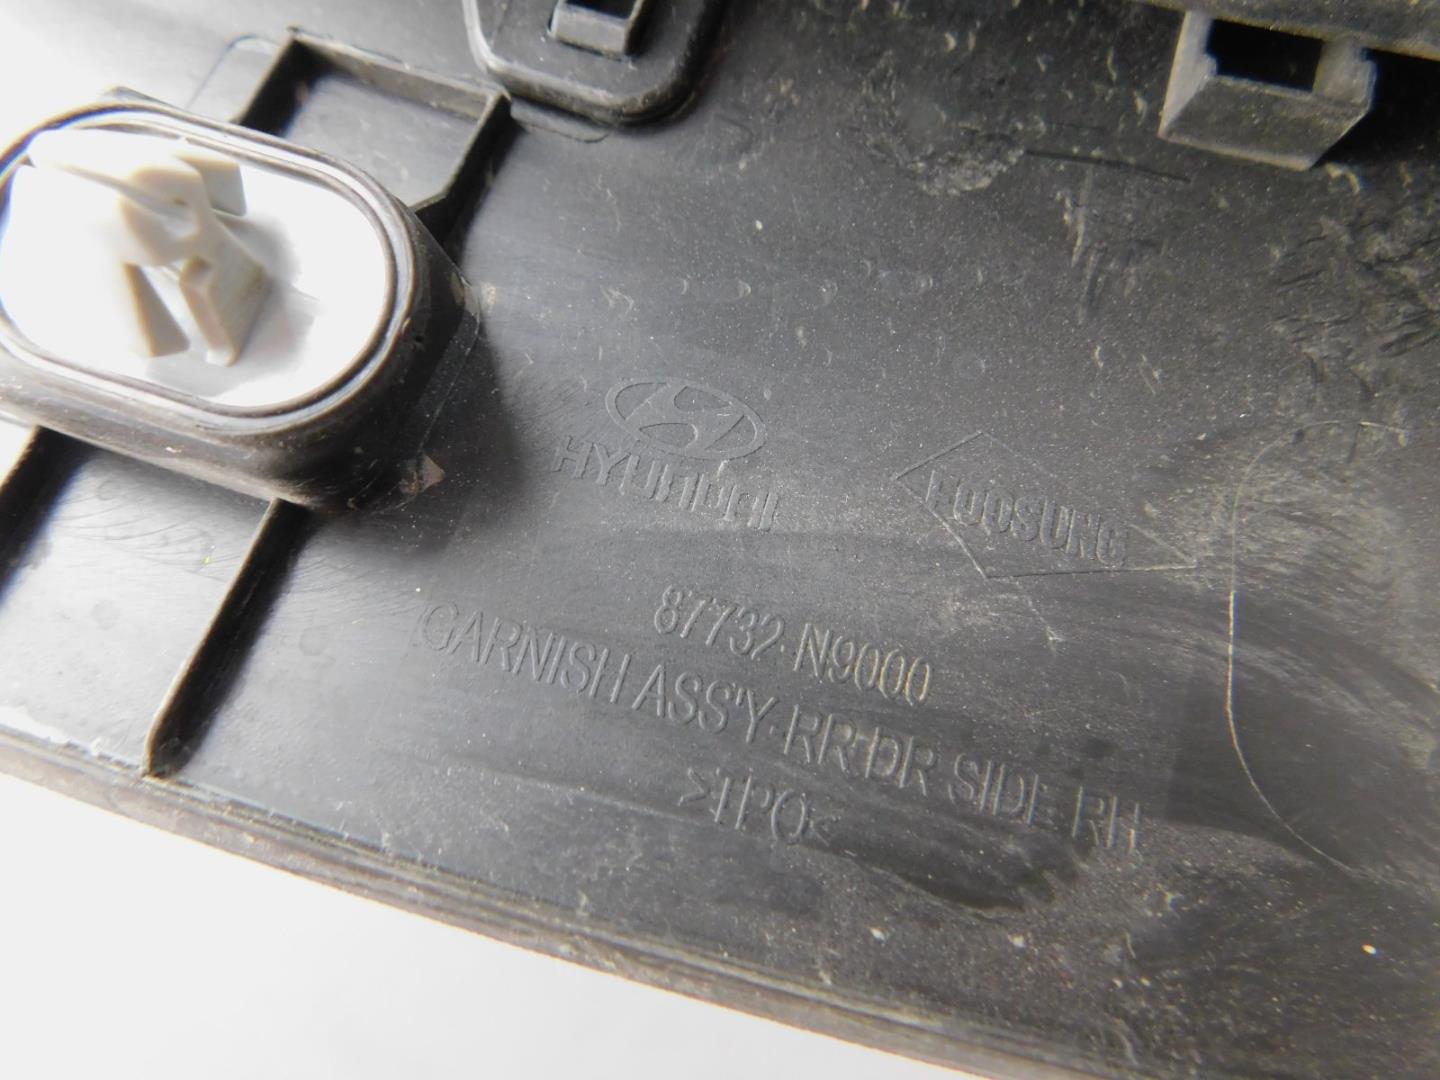 HYUNDAI
HOOSUNG
87732-N9000
GARNISH ASS'Y-RR DR SIDE RH
>TPO<